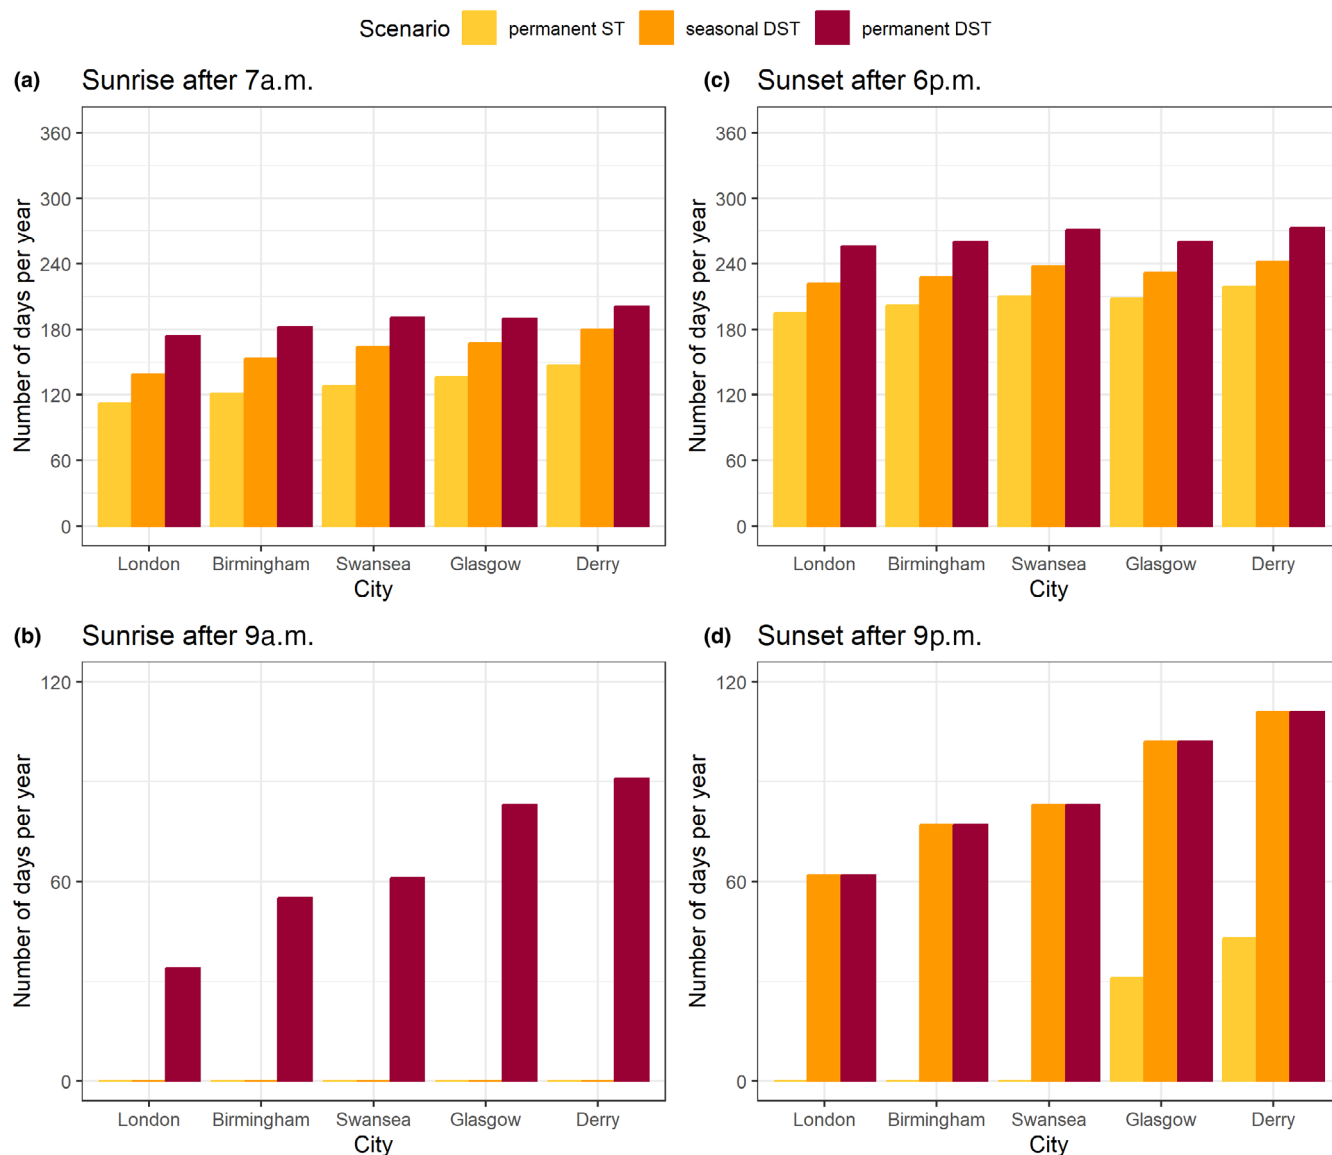 Scenario permanent ST seasonal DST permanent DST
(a) Sunrise after 7a.m.
Number of days per year
360
300
240
180
120
60
0
London Birmingham Swansea Glasgow Derry
City
(c) Sunset after 6p.m.
Number of days per year
360
300
240
180
120
60
0
London Birmingham Swansea Glasgow Derry
City
(b) Sunrise after 9a.m.
Number of days per year
120
60
0
London Birmingham Swansea Glasgow Derry
City
(d) Sunset after 9p.m.
Number of days per year
120
60
0
London Birmingham Swansea Glasgow Derry
City